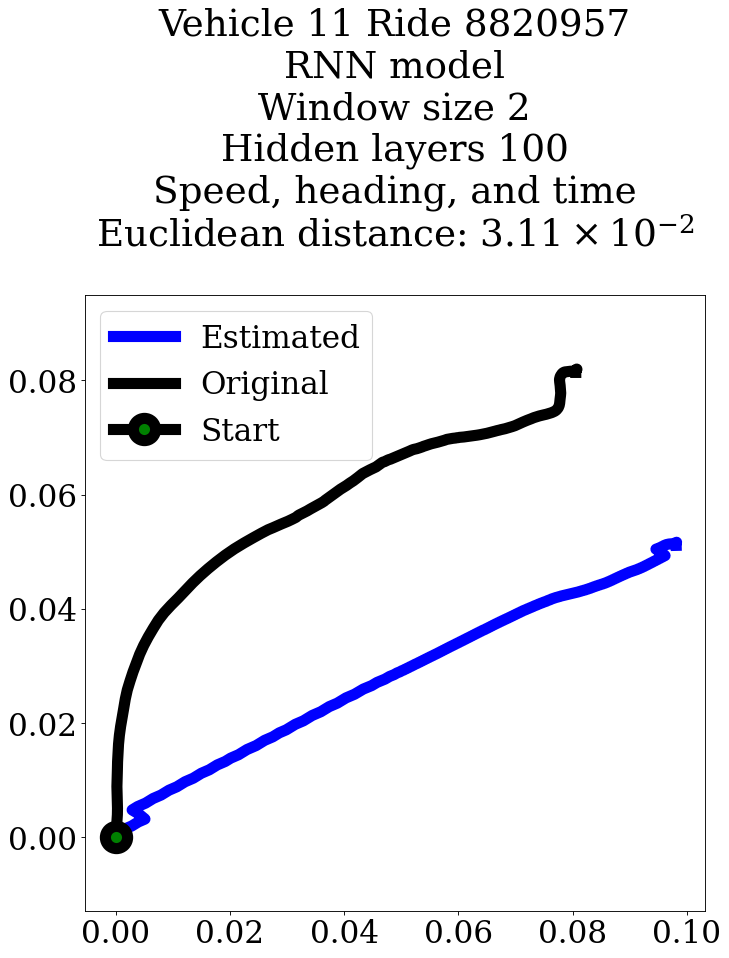 Vehicle 11 Ride 8820957
RNN model
Window size 2
Hidden layers 100
Speed, heading, and time
Euclidean distance: 3.11 × 10⁻²
Estimated
Original
Start
0.08
0.06
0.04
0.02
0.00
0.00 0.02 0.04 0.06 0.08 0.10